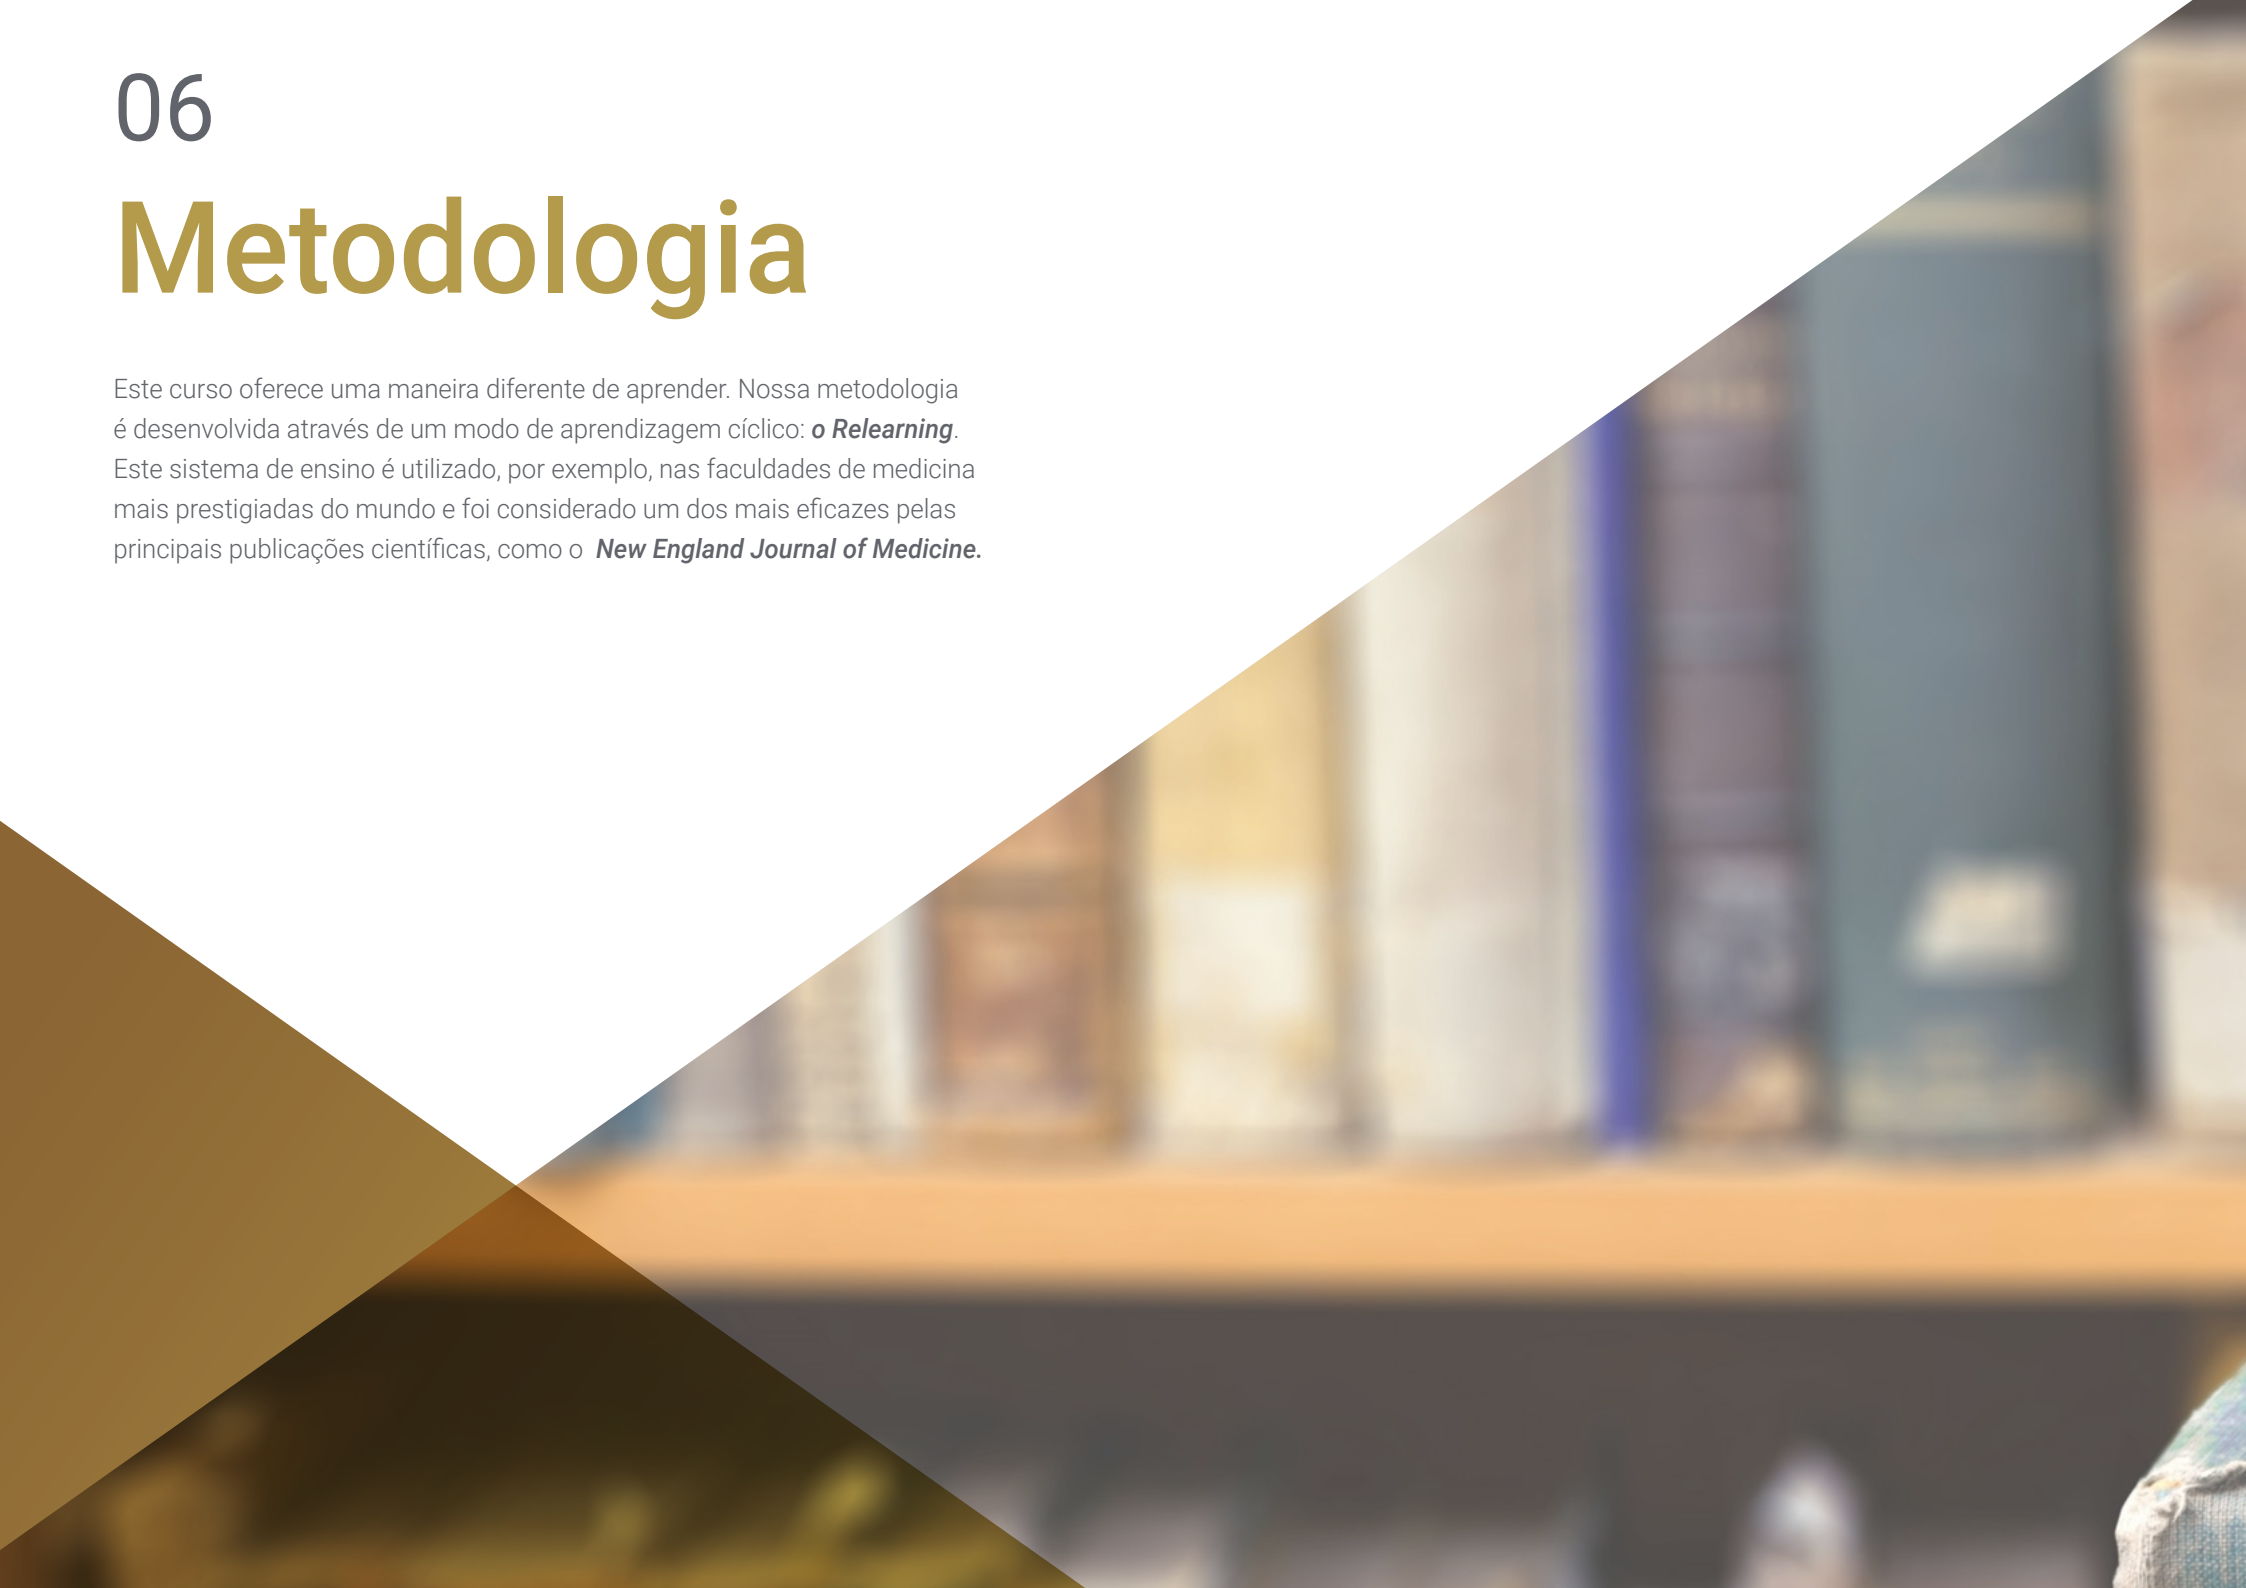 06
Metodologia
Este curso oferece uma maneira diferente de aprender. Nossa metodologia
é desenvolvida através de um modo de aprendizagem cíclico: o Relearning.
Este sistema de ensino é utilizado, por exemplo, nas faculdades de medicina
mais prestigiadas do mundo e foi considerado um dos mais eficazes pelas
principais publicações científicas, como o New England Journal of Medicine.